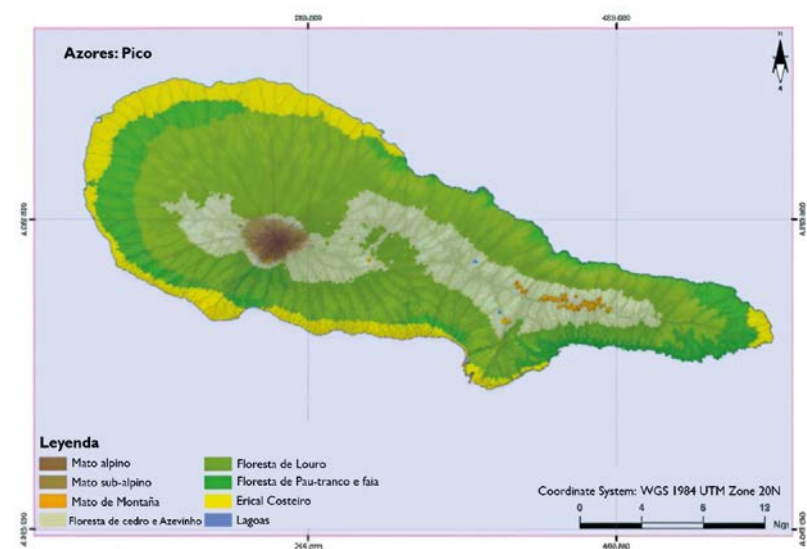 Azores: Pico
Leyenda
Mato alpino
Mato sub-alpino
Mato de Montaña
Floresta de cedro e Azevinho
Floresta de Louro
Floresta de Pau-tranco e faia
Erical Costeiro
Lagoas
Coordinate System: WGS 1984 UTM Zone 20N
0 4 6 12